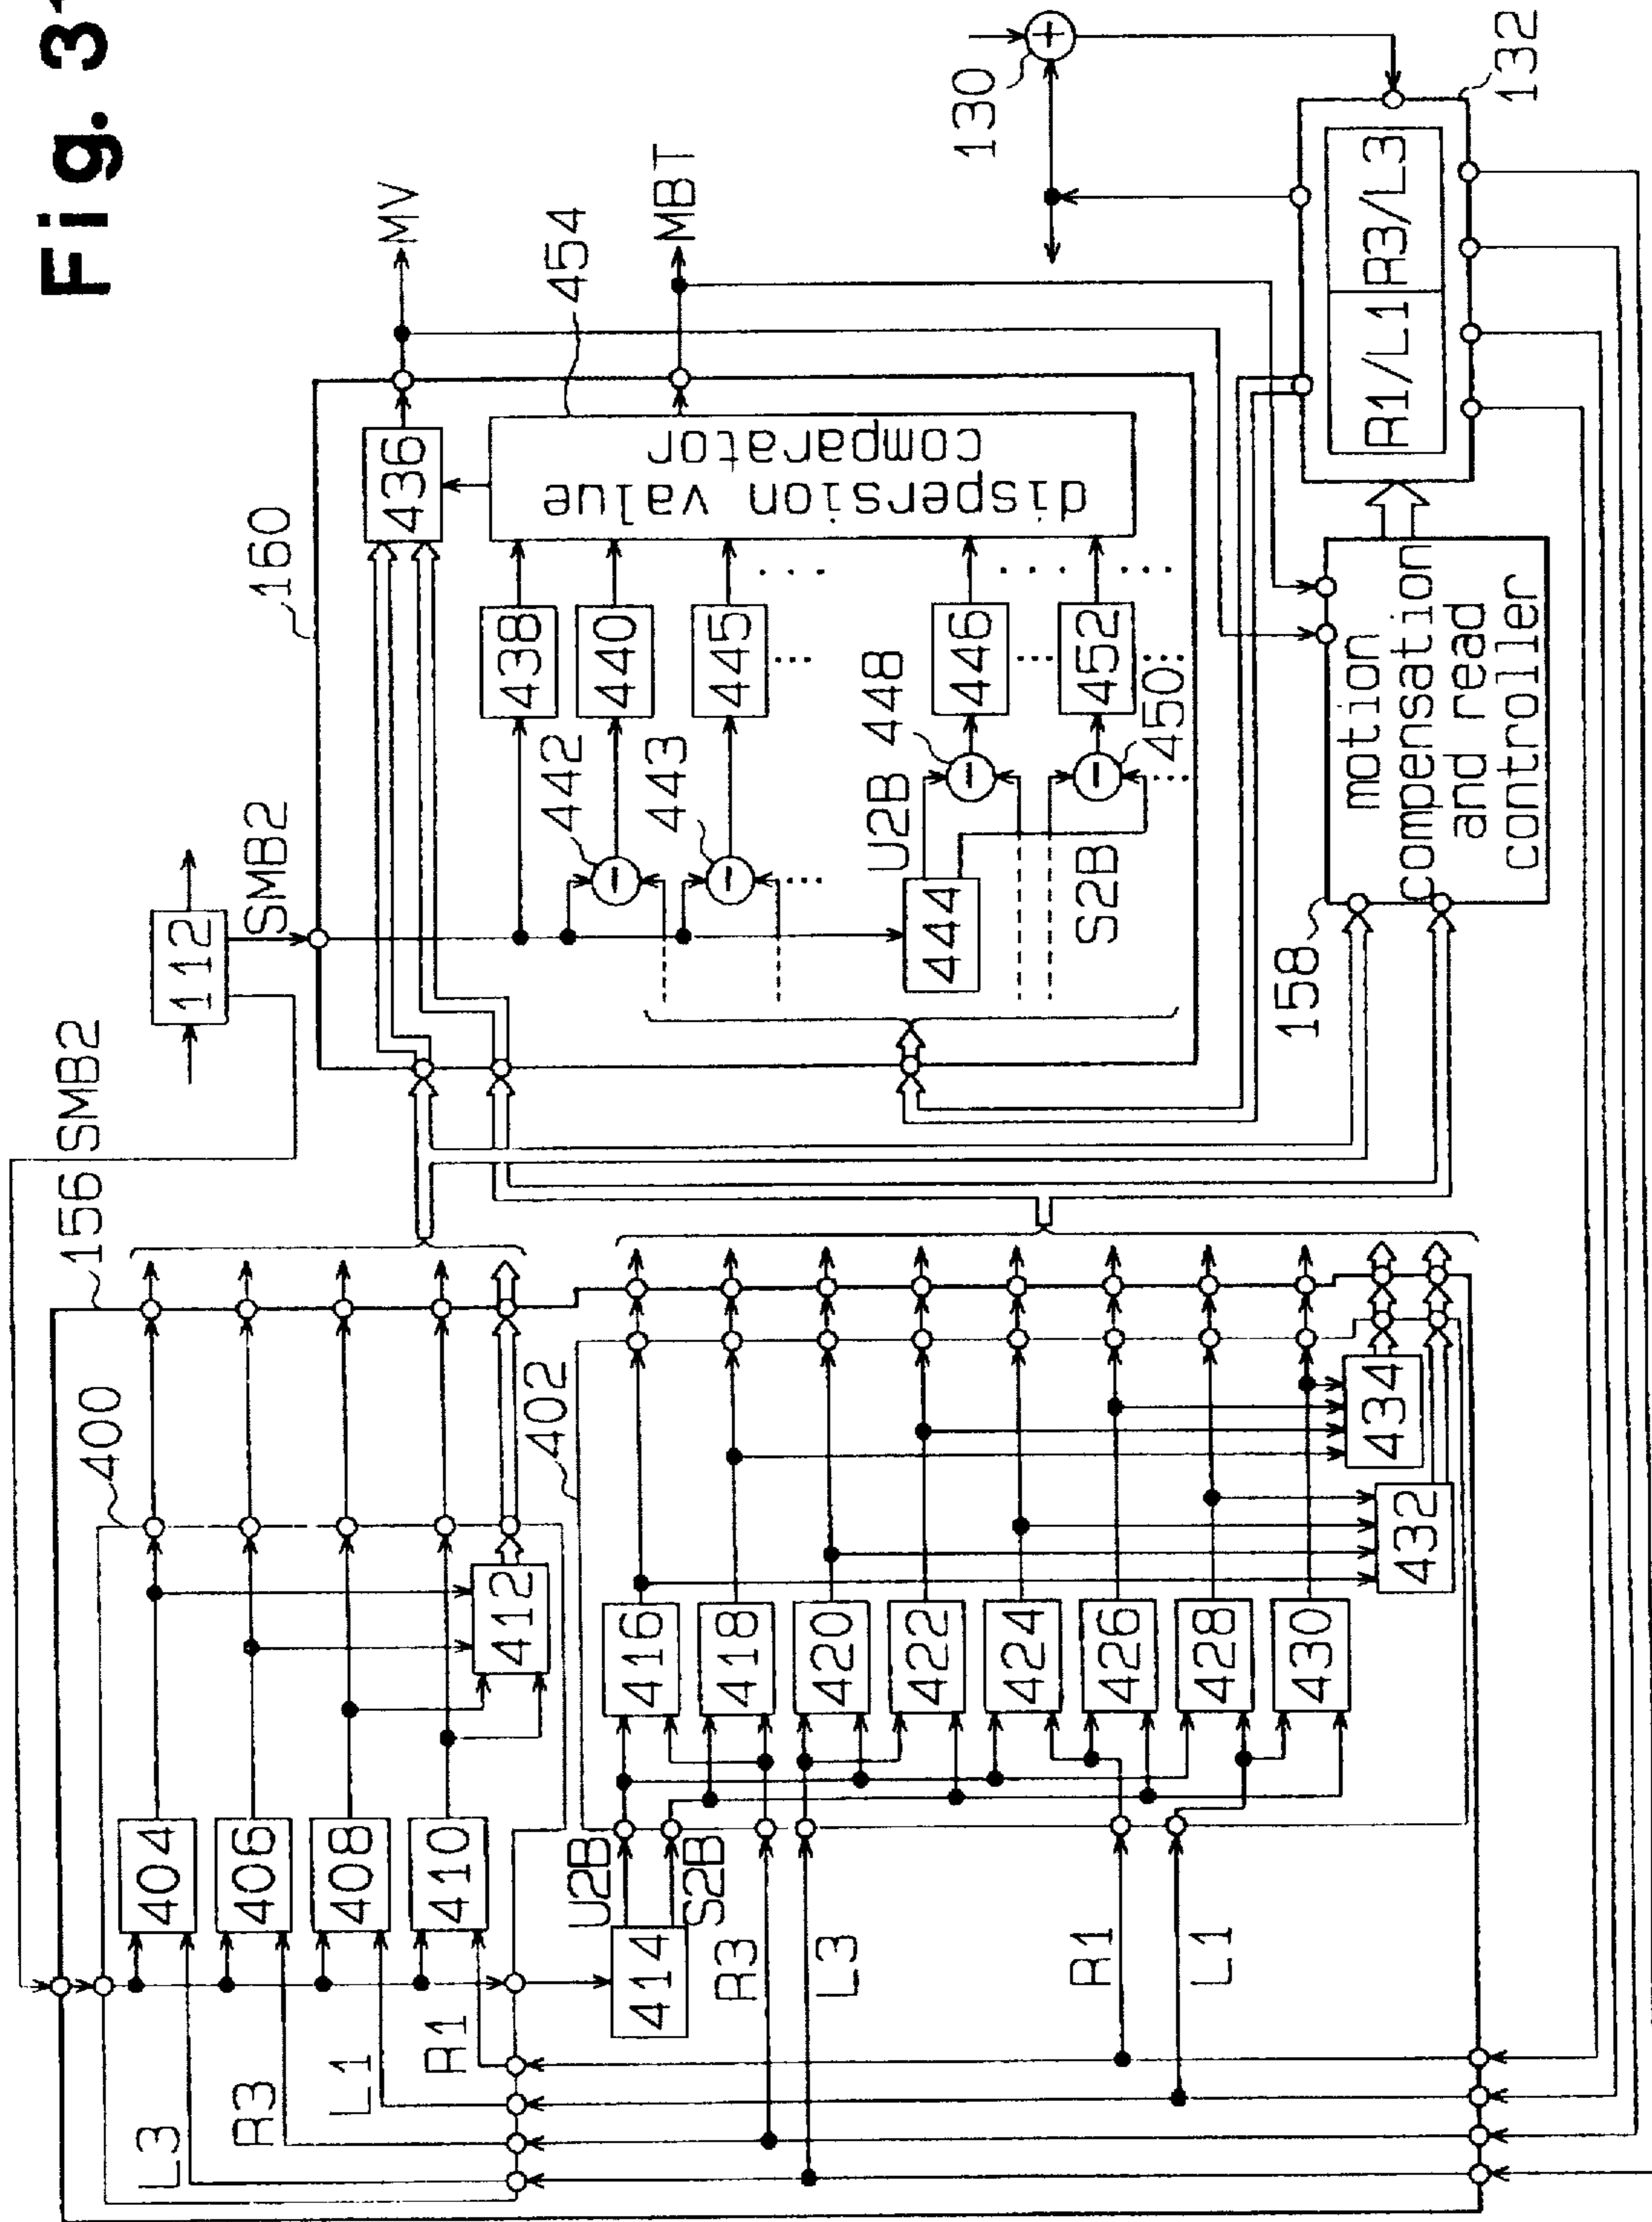 Fig. 3
156 SMB2
112
SMB2
160
MV
MBT
454
130
132
R1/L1
R3/L3
400
404
406
408
410
412
L3
R3
L1
R1
402
414
U2B
S2B
R3
L3
R1
L1
416
418
420
422
424
426
428
430
432
434
436
438
440
442
443
445
444
U2B 448
446
S2B
452
450
dispersion value
comparator
158
motion
compensation
and read
controller